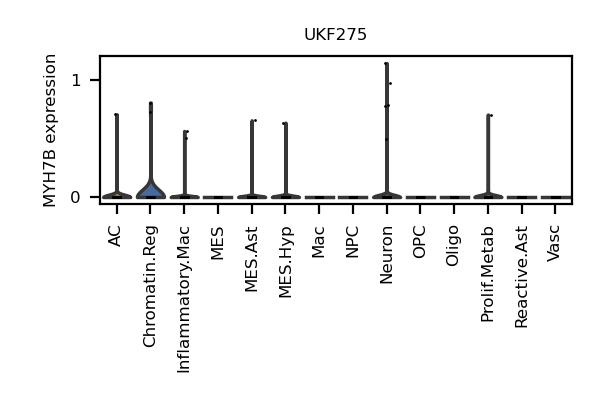 UKF275
MYH7B expression
1
0
AC
Chromatin.Reg
Inflammatory.Mac
MES
MES.Ast
MES.Hyp
Mac
NPC
Neuron
OPC
Oligo
Prolif.Metab
Reactive.Ast
Vasc